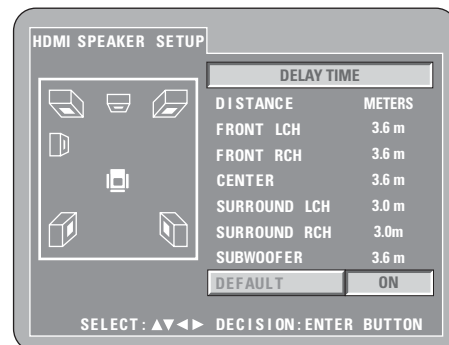 HDMI SPEAKER SETUP
DELAY TIME
DISTANCE METERS
FRONT LCH 3.6 m
FRONT RCH 3.6 m
CENTER 3.6 m
SURROUND LCH 3.0 m
SURROUND RCH 3.0m
SUBWOOFER 3.6 m
DEFAULT ON
SELECT:▲▼◀▶ DECISION:ENTER BUTTON